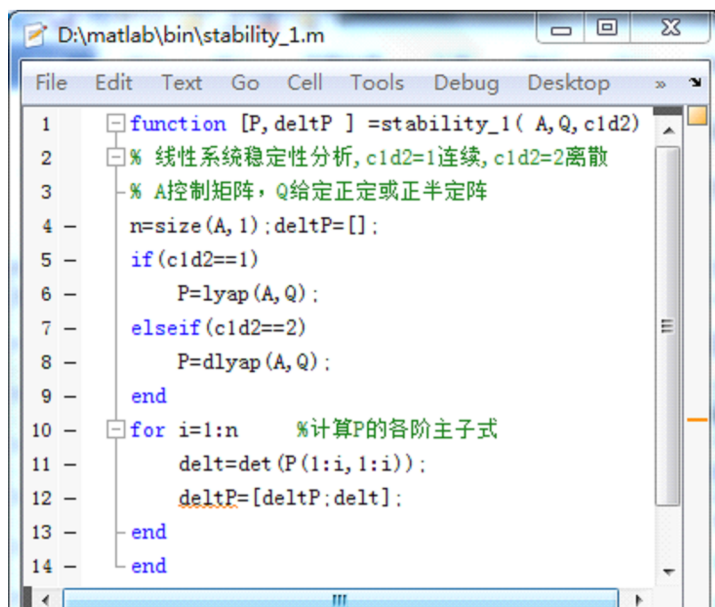 D:\matlab\bin\stability_1.m
File Edit Text Go Cell Tools Debug Desktop »
1 function [P,deltP ] =stability_1( A,Q,c1d2)
2 % 线性系统稳定性分析,c1d2=1连续,c1d2=2离散
3 % A控制矩阵，Q给定正定或正半定阵
4 – n=size(A,1);deltP=[];
5 – if(c1d2==1)
6 – P=lyap(A,Q);
7 – elseif(c1d2==2)
8 – P=dlyap(A,Q);
9 – end
10 – for i=1:n %计算P的各阶主子式
11 – delt=det(P(1:i,1:i));
12 – deltP=[deltP;delt];
13 – end
14 – end